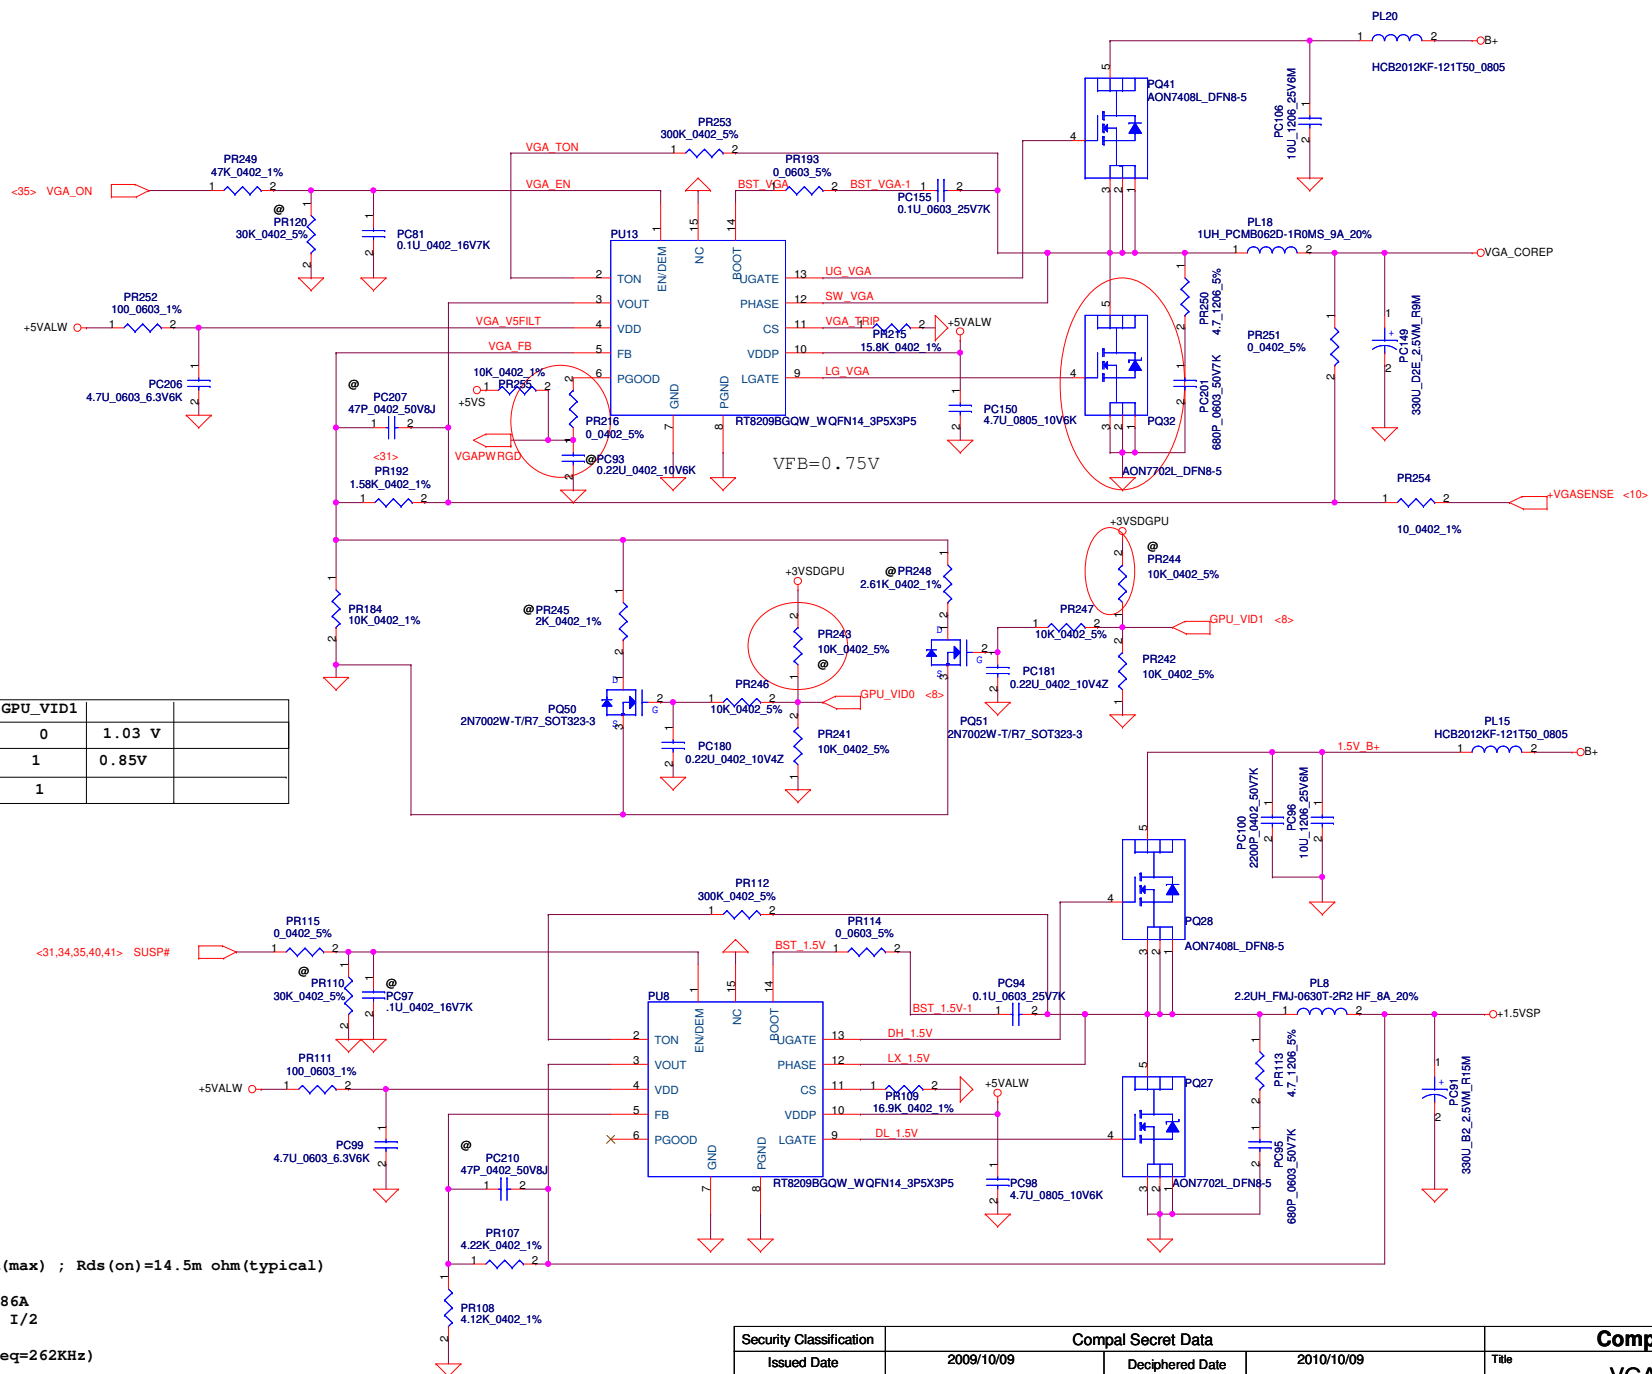 PL20
B+
HCB2012KF-121T50_0805
PQ41
AON7408L_DFN8-5
PC106
10U_1206_25V6M
PR253
300K_0402_5%
VGA_TON
PR249
47K_0402_1%
<35> VGA_ON
VGA_EN
PR193
0_0603_5%
BST_VGA
BST_VGA-1
PC155
0.1U_0603_25V7K
@
PR120
30K_0402_5%
PC81
0.1U_0402_16V7K
PU13
EN/DEM
NC
BOOT
TON
VOUT
VDD
FB
PGOOD
UGATE
PHASE
CS
VDDP
LGATE
GND
PGND
RT8209BGQW_WQFN14_3P5X3P5
UG_VGA
SW_VGA
VGA_TRIP
LG_VGA
PL18
1UH_PCMB062D-1R0MS_9A_20%
VGA_COREP
PR250
4.7_1206_5%
PC201
680P_0603_50V7K
PR251
0_0402_5%
PC149
330U_D2E_2.5VM_R9M
PR252
100_0603_1%
+5VALW
VGA_V5FILT
VGA_FB
PC206
4.7U_0603_6.3V6K
@
PC207
47P_0402_50V8J
10K_0402_1%
PR255
+5VS
PR216
0_0402_5%
VGAPWRGD
<31>
@PC93
0.22U_0402_10V6K
PR215
15.8K_0402_1%
+5VALW
PC150
4.7U_0805_10V6K
PQ32
AON7702L_DFN8-5
VFB=0.75V
PR192
1.58K_0402_1%
PR254
10_0402_1%
+VGASENSE <10>
PR184
10K_0402_1%
@PR245
2K_0402_1%
+3VSDGPU
PR243
10K_0402_5%
@
@PR248
2.61K_0402_1%
+3VSDGPU
@
PR244
10K_0402_5%
PR247
10K_0402_5%
GPU_VID1 <8>
PR242
10K_0402_5%
PC181
0.22U_0402_10V4Z
PQ50
2N7002W-T/R7_SOT323-3
PR246
10K_0402_5%
GPU_VID0 <8>
PC180
0.22U_0402_10V4Z
PR241
10K_0402_5%
PQ51
2N7002W-T/R7_SOT323-3
GPU_VID1
0 1.03 V
1 0.85V
1
PL15
HCB2012KF-121T50_0805
1.5V_B+
B+
PC100
2200P_0402_50V7K
PC96
10U_1206_25V6M
PQ28
AON7408L_DFN8-5
PR112
300K_0402_5%
PR115
0_0402_5%
<31,34,35,40,41> SUSP#
PR114
0_0603_5%
BST_1.5V
BST_1.5V-1
PC94
0.1U_0603_25V7K
@
PR110
30K_0402_5%
@
PC97
.1U_0402_16V7K
PU8
EN/DEM
NC
BOOT
TON
VOUT
VDD
FB
PGOOD
UGATE
PHASE
CS
VDDP
LGATE
GND
PGND
RT8209BGQW_WQFN14_3P5X3P5
DH_1.5V
LX_1.5V
DL_1.5V
PL8
2.2UH_FMJ-0630T-2R2 HF_8A_20%
+1.5VSP
PR111
100_0603_1%
+5VALW
PC99
4.7U_0603_6.3V6K
@
PC210
47P_0402_50V8J
PR109
16.9K_0402_1%
+5VALW
PC98
4.7U_0805_10V6K
PQ27
AON7702L_DFN8-5
PR113
4.7_1206_5%
PC95
680P_0603_50V7K
PC91
330U_B2_2.5VM_R15M
PR107
4.22K_0402_1%
PR108
4.12K_0402_1%
(max) ; Rds(on)=14.5m ohm(typical)
86A
I/2
eq=262KHz)
Security Classification
Compal Secret Data
Issued Date
2009/10/09
Deciphered Date
2010/10/09
Title